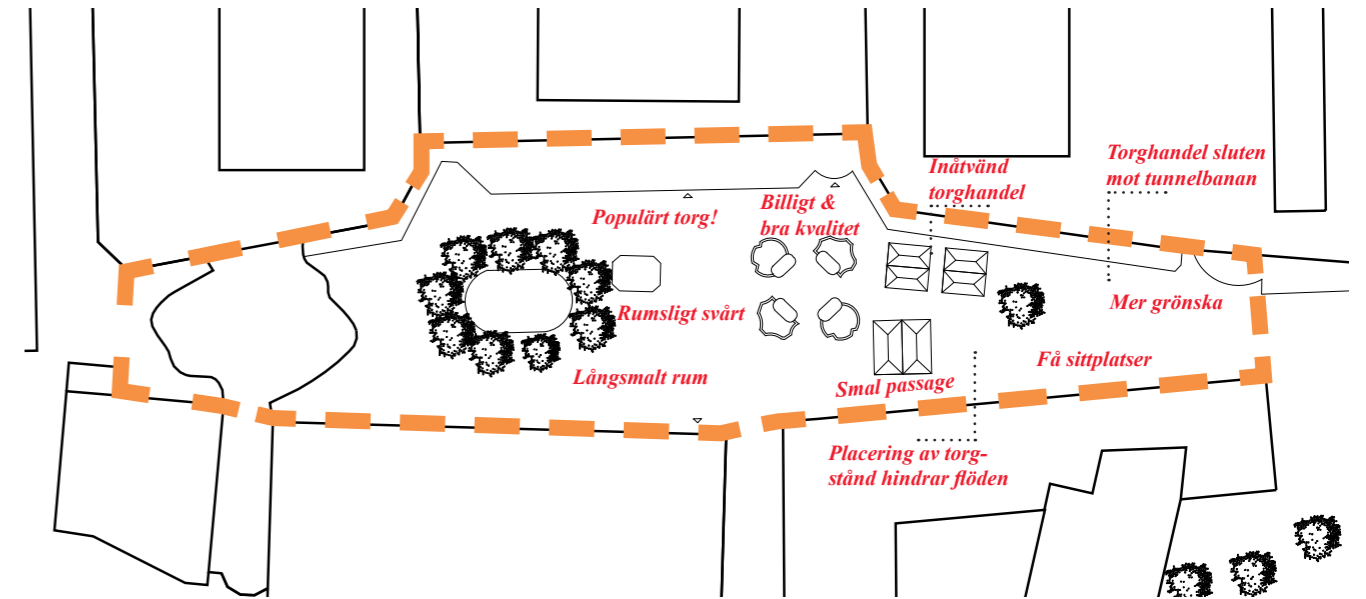 Inåtvänd
torghandel
Torghandel sluten
mot tunnelbanan
Populärt torg!
Billigt &
bra kvalitet
Rumsligt svårt
Mer grönska
Långsmalt rum
Smal passage
Få sittplatser
Placering av torg-
stånd hindrar flöden